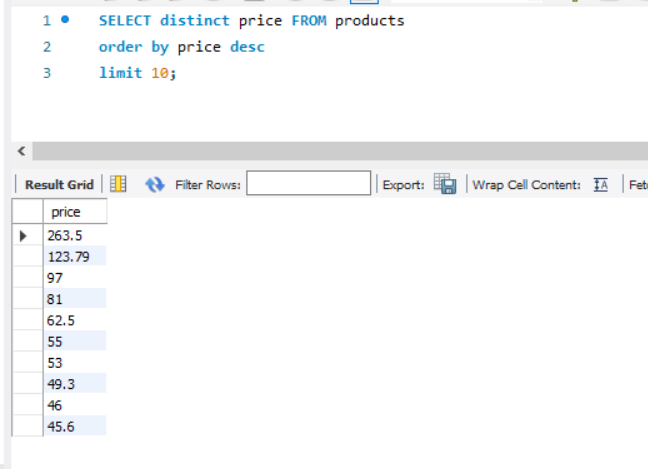 1 SELECT distinct price FROM products
2 order by price desc
3 limit 10;
Result Grid Filter Rows: Export: Wrap Cell Content: Fet
price
263.5
123.79
97
81
62.5
55
53
49.3
46
45.6